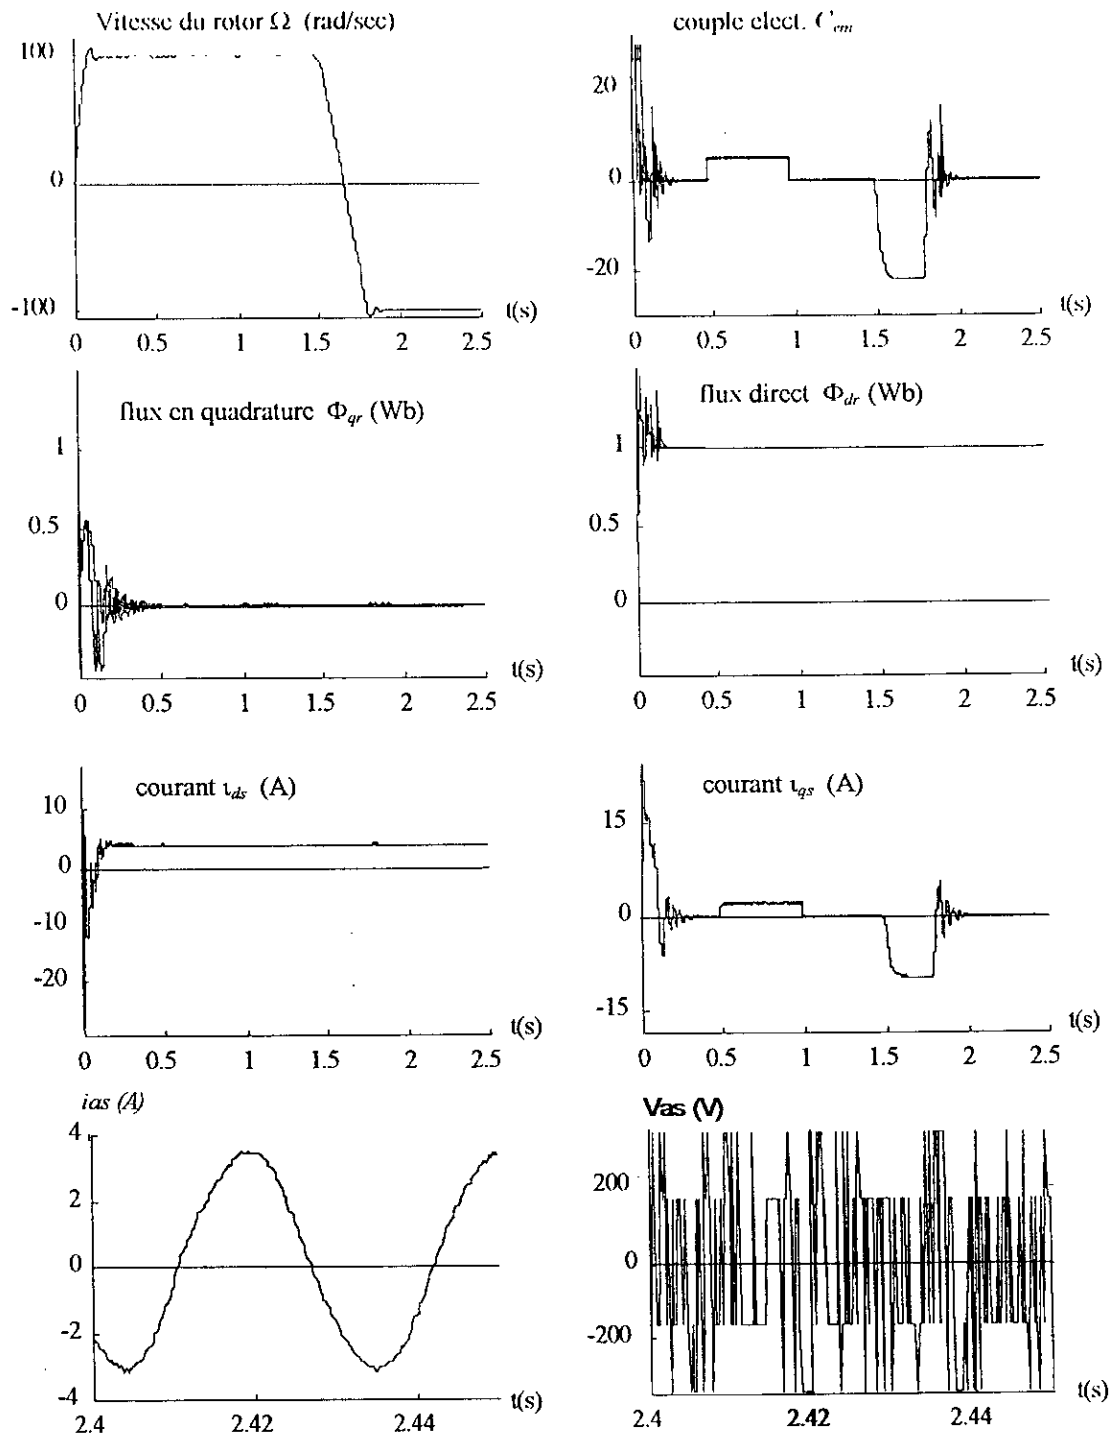 Vitesse du rotor Ω (rad/sec)
100
0
-100
t(s)
0 0.5 1 1.5 2 2.5
couple elect. C_em
20
0
-20
t(s)
0 0.5 1 1.5 2 2.5
flux en quadrature Φ_qr (Wb)
1
0.5
0
t(s)
0 0.5 1 1.5 2 2.5
flux direct Φ_dr (Wb)
1
0.5
0
t(s)
0 0.5 1 1.5 2 2.5
courant ι_ds (A)
10
0
-10
-20
t(s)
0 0.5 1 1.5 2 2.5
courant ι_qs (A)
15
0
-15
t(s)
0 0.5 1 1.5 2 2.5
ias (A)
4
2
0
-2
-4
t(s)
2.4 2.42 2.44
Vas (V)
200
0
-200
t(s)
2.4 2.42 2.44